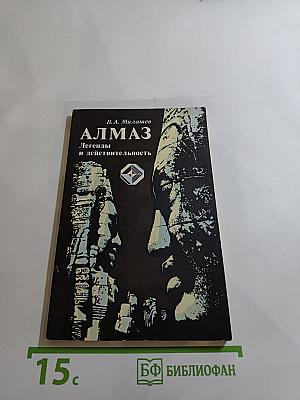 В.А. Милашев
АЛМАЗ
Легенды
и действительность
15с
БФ БИБЛИОФАН